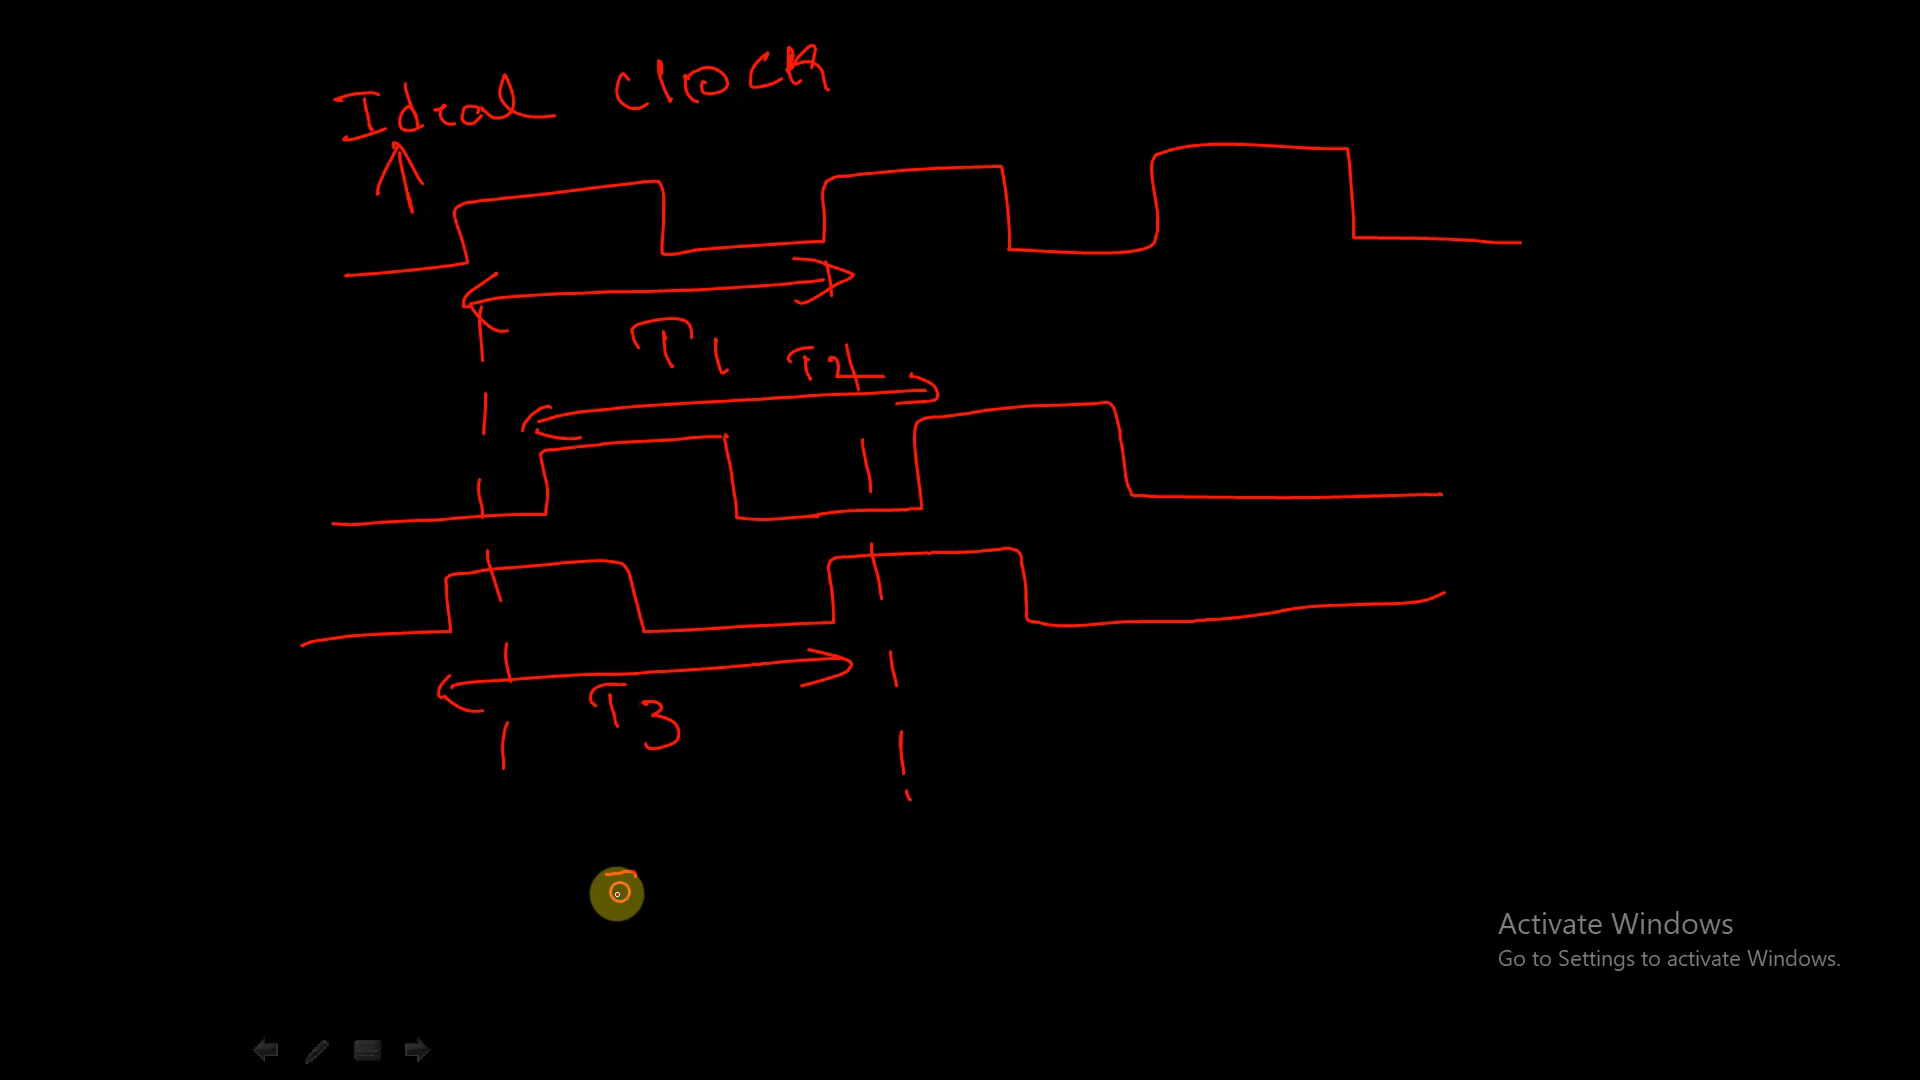 Ideal clock
T1
T2
T3
Activate Windows
Go to Settings to activate Windows.